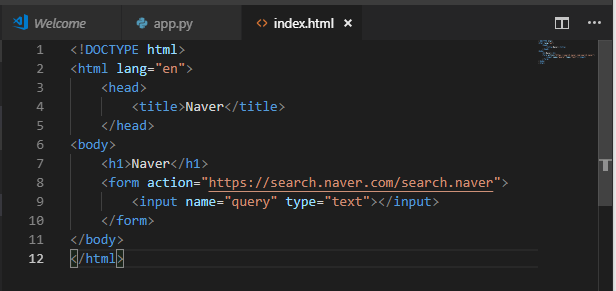 Welcome app.py <> index.html ×
1 <!DOCTYPE html>
2 <html lang="en">
3 <head>
4 <title>Naver</title>
5 </head>
6 <body>
7 <h1>Naver</h1>
8 <form action="https://search.naver.com/search.naver">
9 <input name="query" type="text"></input>
10 </form>
11 </body>
12 </html>